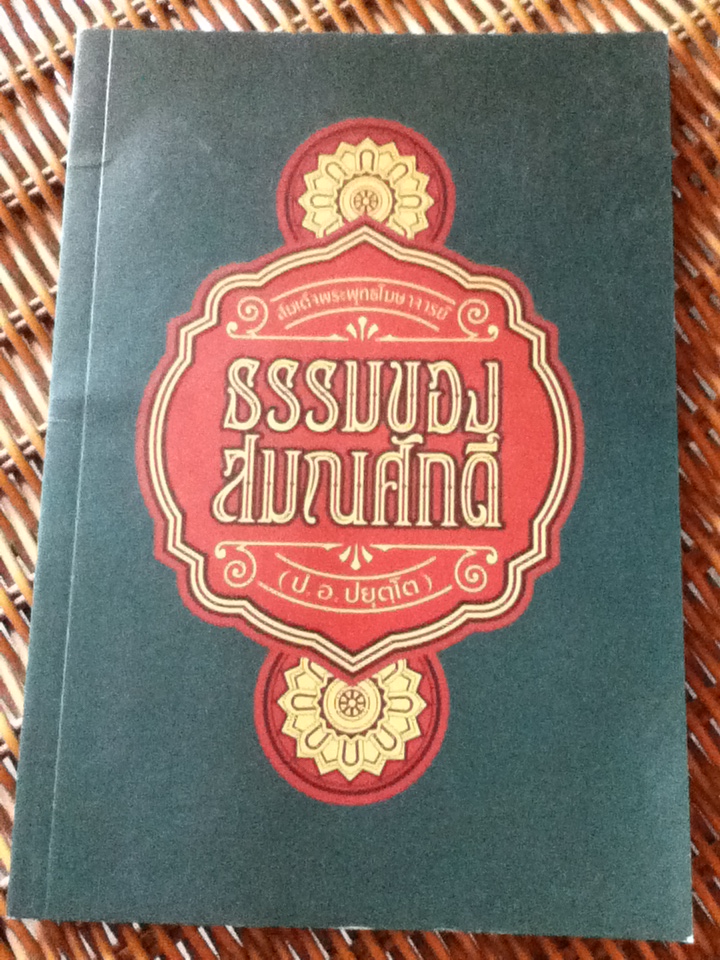 สมเด็จพระพุทธโฆษาจารย์
ธรรมของ
สมณศักดิ์
(ป. อ. ปยุตฺโต)